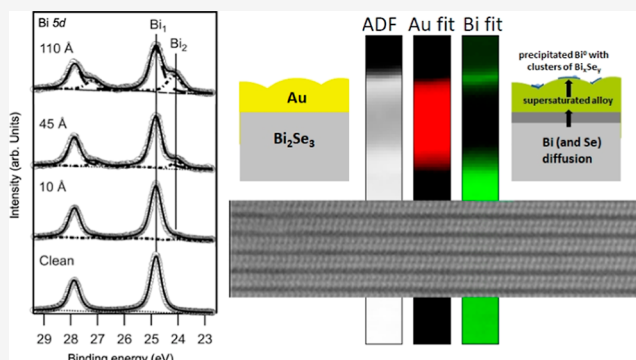 Bi 5d
Bi₁
Bi₂
110 Å
45 Å
10 Å
Clean
Intensity (arb. Units)
29 28 27 26 25 24 23
Binding energy (eV)
ADF Au fit Bi fit
Au
Bi₂Se₃
precipitated Bi⁰ with
clusters of BiₓSeᵧ
supersaturated alloy
Bi (and Se)
diffusion